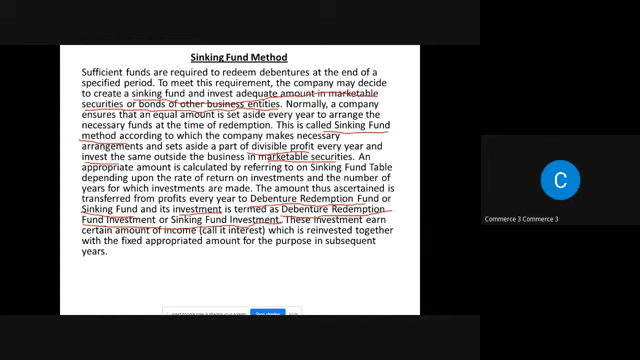 Sinking Fund Method
Sufficient funds are required to redeem debentures at the end of a
specified period. To meet this requirement, the company may decide
to create a sinking fund and invest adequate amount in marketable
securities or bonds of other business entities. Normally, a company
ensures that an equal amount is set aside every year to arrange the
necessary funds at the time of redemption. This is called Sinking Fund
method according to which the company makes necessary
arrangements and sets aside a part of divisible profit every year and
invest the same outside the business in marketable securities. An
appropriate amount is calculated by referring to on Sinking Fund Table
depending upon the rate of return on investments and the number of
years for which investments are made. The amount thus ascertained is
transferred from profits every year to Debenture Redemption Fund or
Sinking Fund and its investment is termed as Debenture Redemption
Fund Investment or Sinking Fund Investment. These investment earn
certain amount of income (call it interest) which is reinvested together
with the fixed appropriated amount for the purpose in subsequent
years.
C
Commerce 3 Commerce 3